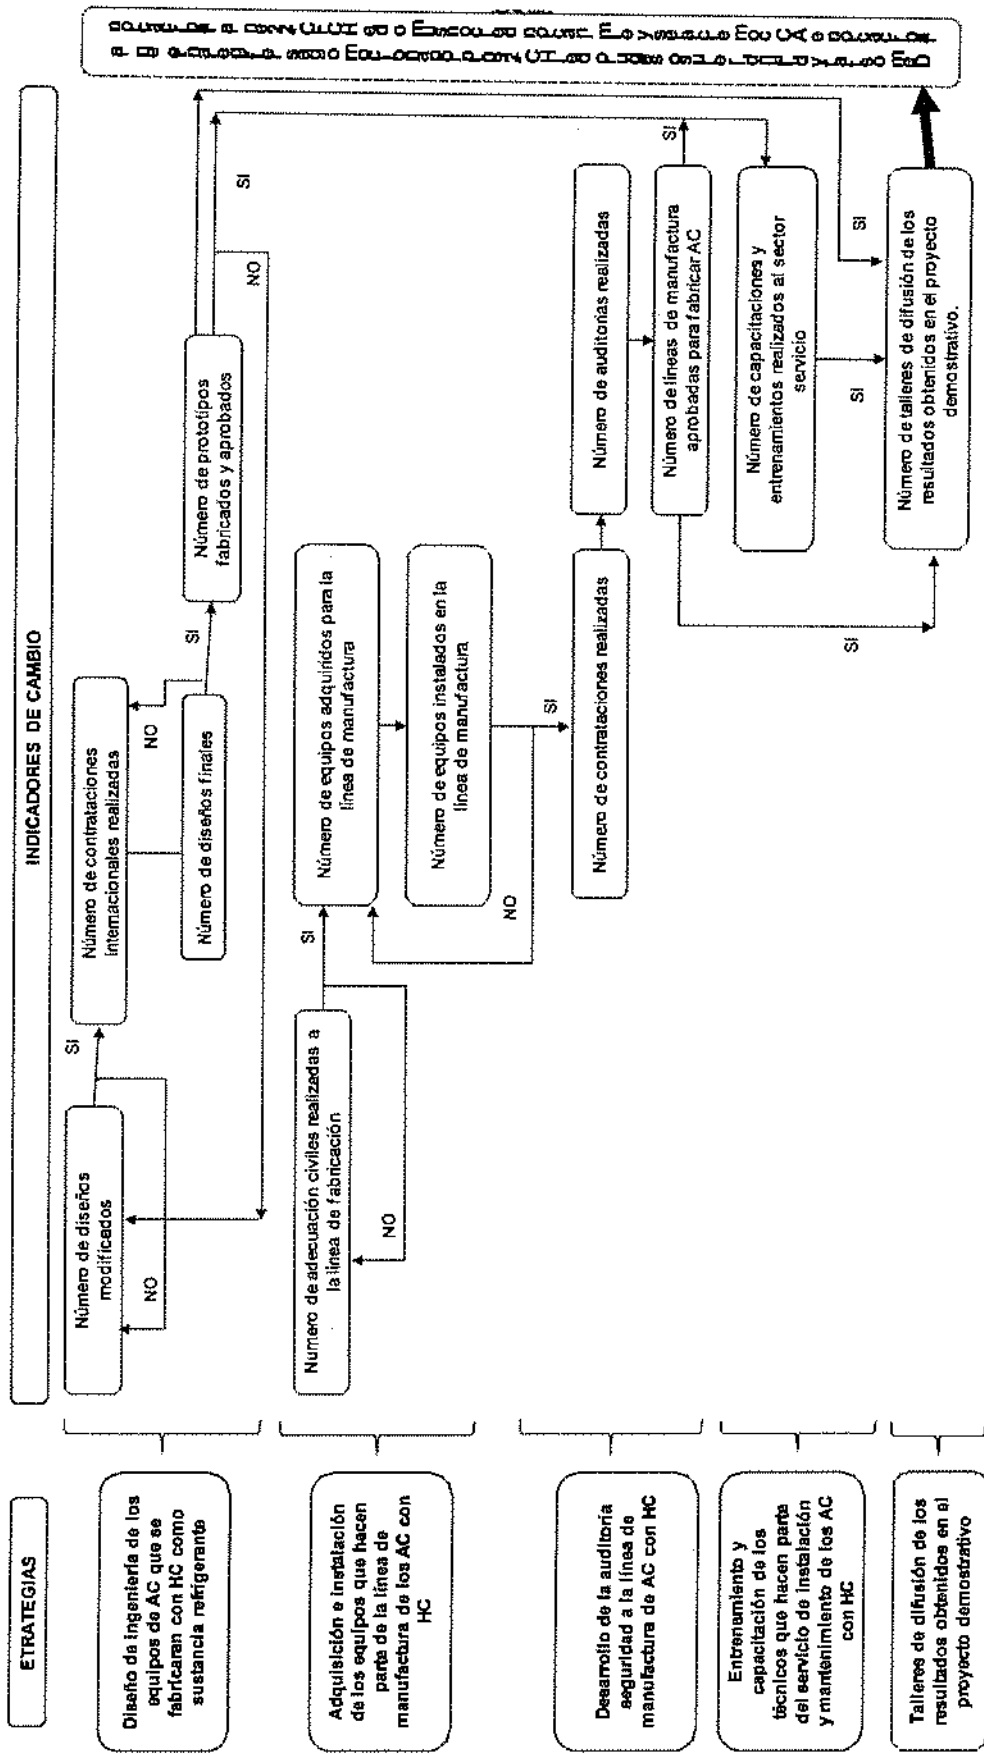 ETRATEGIAS
INDICADORES DE CAMBIO
Diseño de ingeniería de los
equipos de AC que se
fabricaran con HC como
sustancia refrigerante
Número de diseños
modificados
NO
SI
Número de contrataciones
internacionales realizadas
NO
Número de diseños finales
SI
Número de prototipos
fabricados y aprobados
NO
SI
Adquisición e instalación
de los equipos que hacen
parte de la línea de
manufactura de los AC con
HC
Numero de adecuación civiles realizadas a
la línea de fabricación
NO
SI
Número de equipos adquiridos para la
línea de manufactura
Número de equipos instalados en la
línea de manufactura
NO
SI
Desarrollo de la auditoría
seguridad a la línea de
manufactura de AC con HC
Número de contrataciones realizadas
Número de auditorías realizadas
Número de líneas de manufactura
aprobadas para fabricar AC
SI
SI
Entrenamiento y
capacitación de los
técnicos que hacen parte
del servicio de instalación
y mantenimiento de los AC
con HC
Número de capacitaciones y
entrenamientos realizados al sector
servicio
SI
SI
Talleres de difusión de los
resultados obtenidos en el
proyecto demostrativo
Número de talleres de difusión de los
resultados obtenidos en el proyecto
demostrativo.